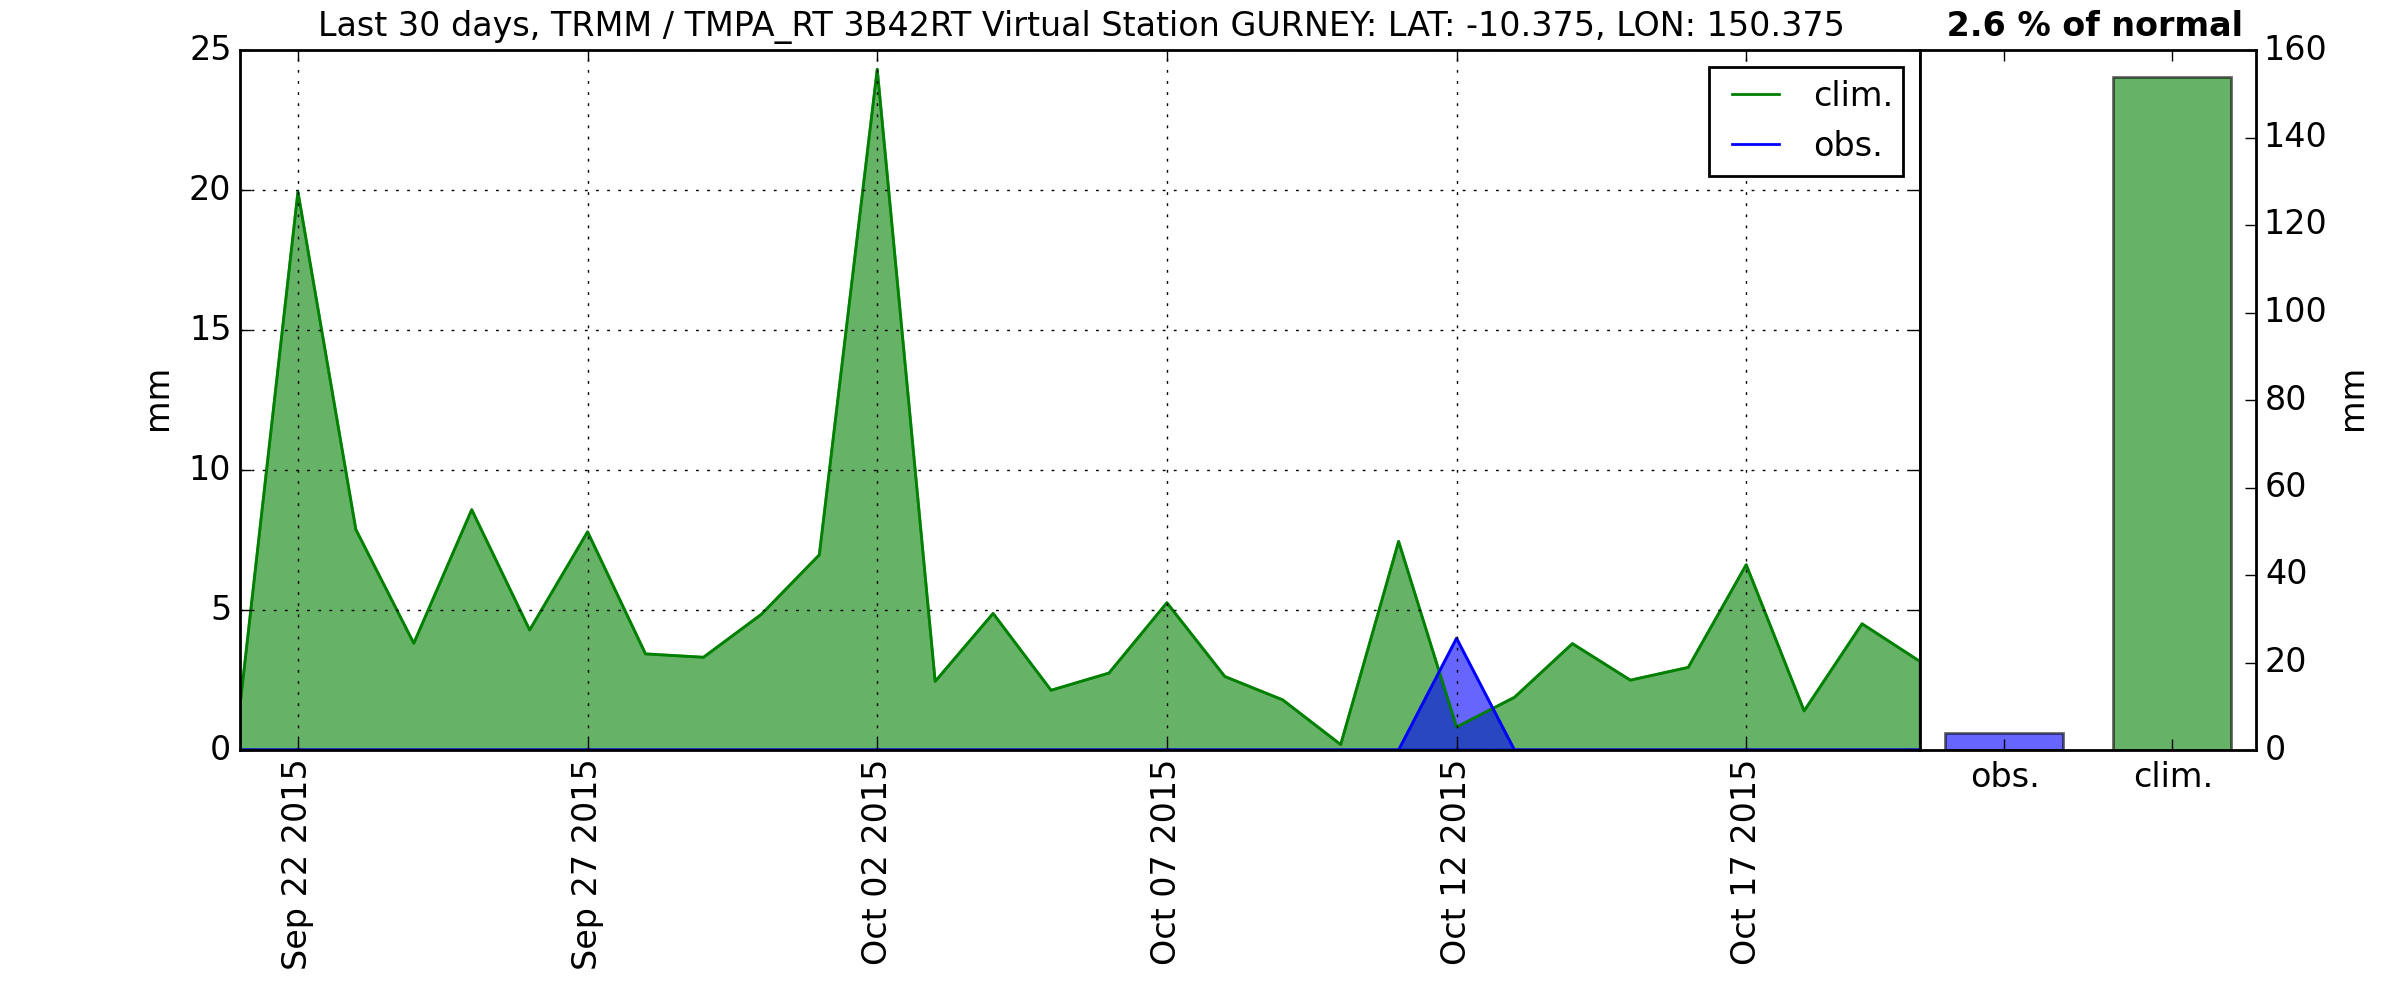 Last 30 days, TRMM / TMPA_RT 3B42RT Virtual Station GURNEY: LAT: -10.375, LON: 150.375
2.6 % of normal
25
20
15
10
5
0
mm
clim.
obs.
Sep 22 2015
Sep 27 2015
Oct 02 2015
Oct 07 2015
Oct 12 2015
Oct 17 2015
160
140
120
100
80
60
40
20
0
mm
obs.
clim.